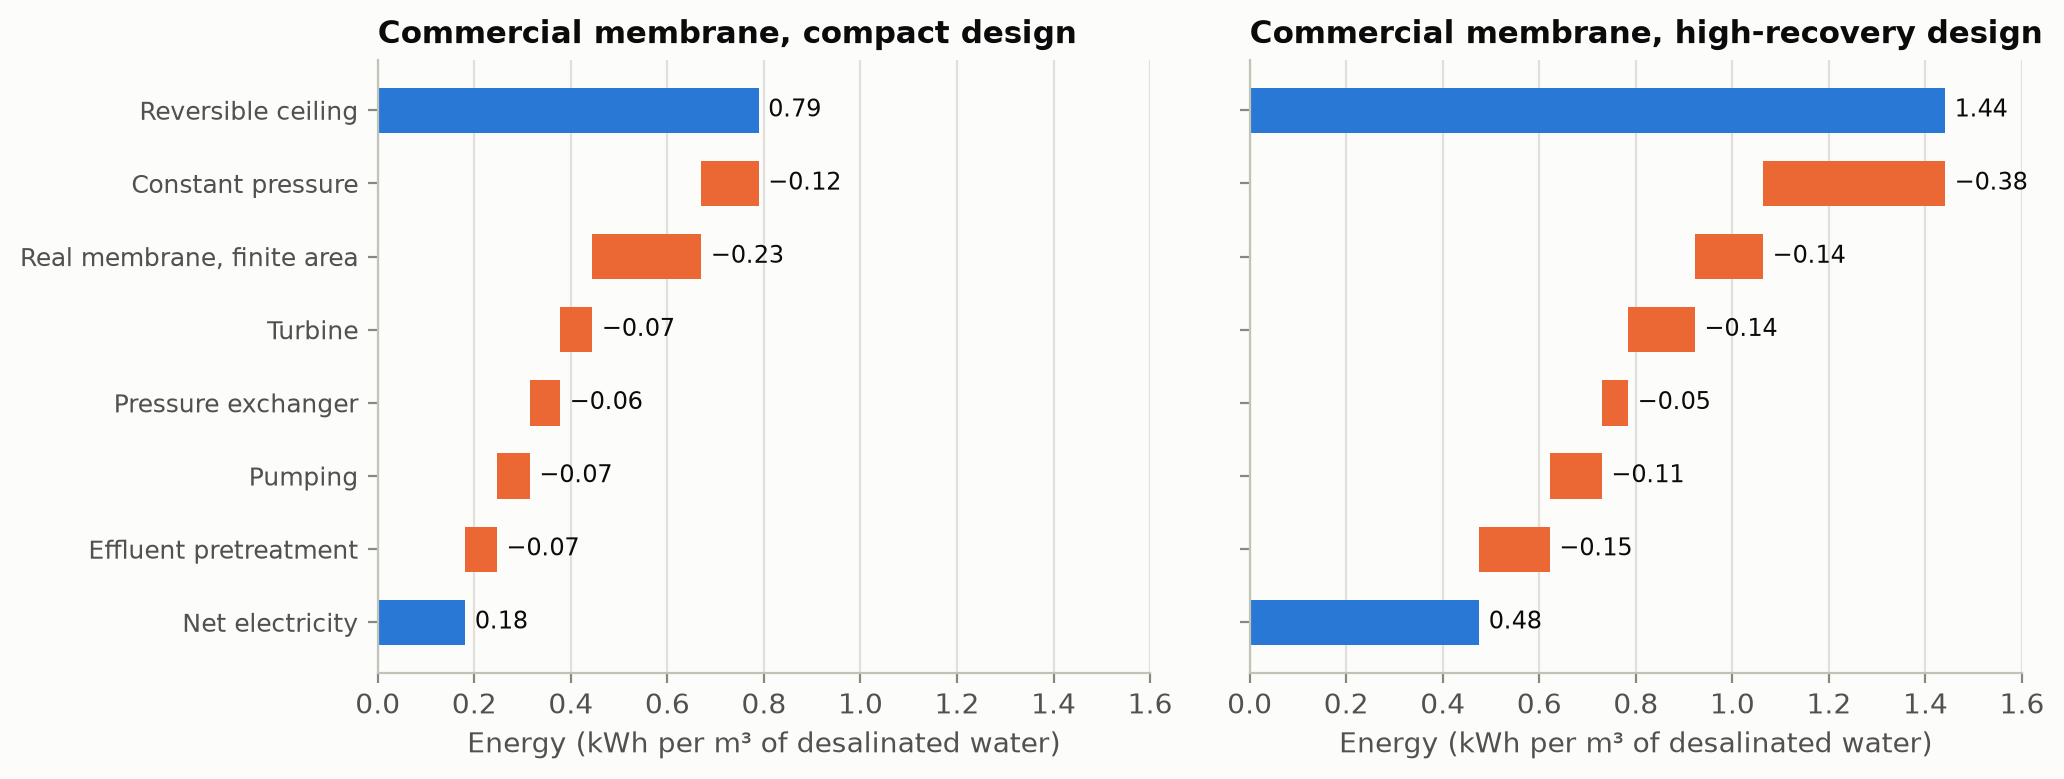 Commercial membrane, compact design
Reversible ceiling
0.79
Constant pressure
−0.12
Real membrane, finite area
−0.23
Turbine
−0.07
Pressure exchanger
−0.06
Pumping
−0.07
Effluent pretreatment
−0.07
Net electricity
0.18
0.0 0.2 0.4 0.6 0.8 1.0 1.2 1.4 1.6
Energy (kWh per m³ of desalinated water)
Commercial membrane, high-recovery design
1.44
−0.38
−0.14
−0.14
−0.05
−0.11
−0.15
0.48
0.0 0.2 0.4 0.6 0.8 1.0 1.2 1.4 1.6
Energy (kWh per m³ of desalinated water)